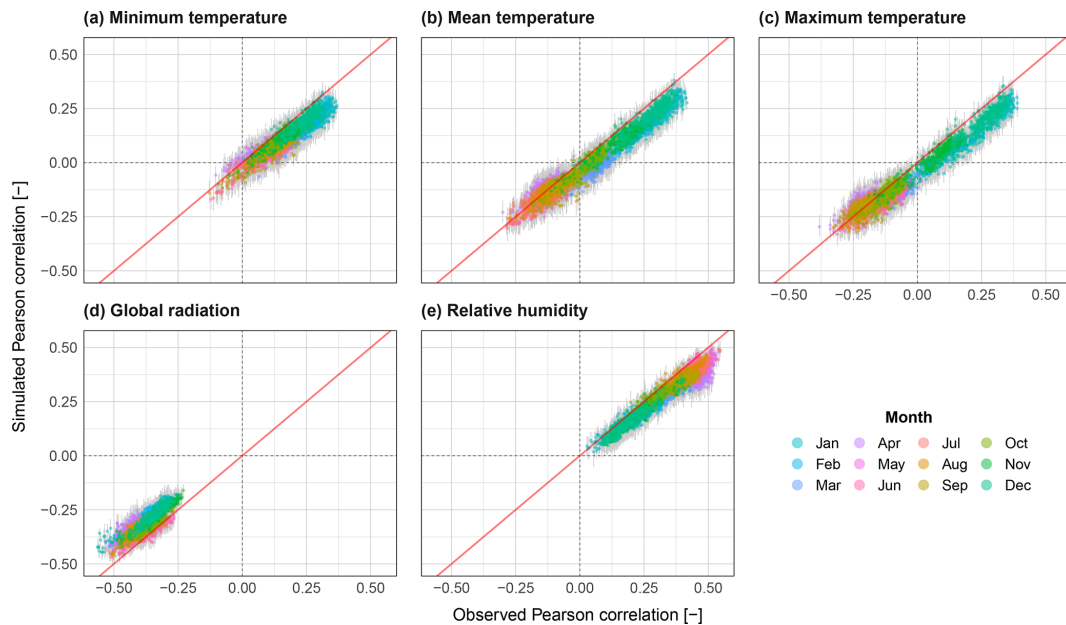 (a) Minimum temperature
(b) Mean temperature
(c) Maximum temperature
0.50
0.25
0.00
−0.25
−0.50
−0.50 −0.25 0.00 0.25 0.50
(d) Global radiation
(e) Relative humidity
0.50
0.25
0.00
−0.25
−0.50
−0.50 −0.25 0.00 0.25 0.50
−0.50 −0.25 0.00 0.25 0.50
Simulated Pearson correlation [−]
Observed Pearson correlation [−]
Month
Jan Apr Jul Oct
Feb May Aug Nov
Mar Jun Sep Dec